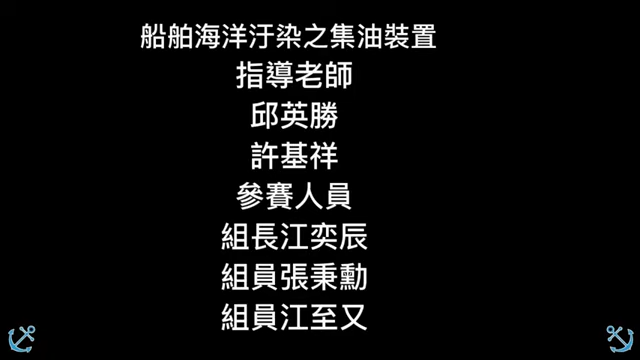 船舶海洋汙染之集油裝置
指導老師
邱英勝
許基祥
參賽人員
組長江奕辰
組員張秉勳
組員江至又